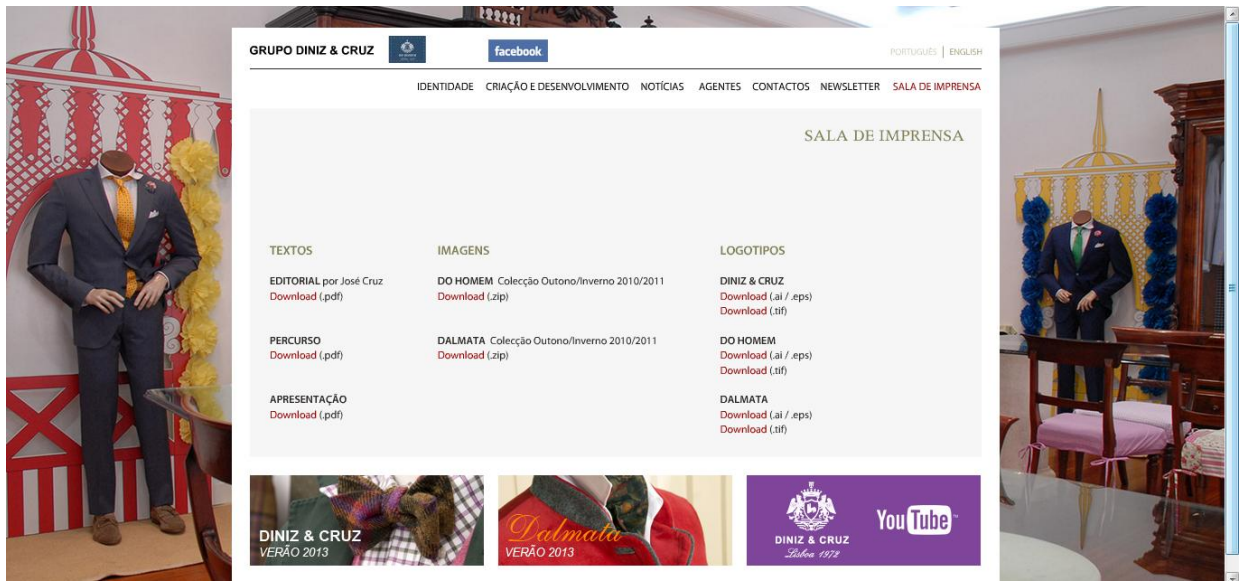 GRUPO DINIZ & CRUZ
facebook
PORTUGUÊS | ENGLISH
IDENTIDADE CRIAÇÃO E DESENVOLVIMENTO NOTÍCIAS AGENTES CONTACTOS NEWSLETTER SALA DE IMPRENSA
SALA DE IMPRENSA
TEXTOS
EDITORIAL por José Cruz
Download (.pdf)
PERCURSO
Download (.pdf)
APRESENTAÇÃO
Download (.pdf)
IMAGENS
DO HOMEM Colecção Outono/Inverno 2010/2011
Download (.zip)
DALMATA Colecção Outono/Inverno 2010/2011
Download (.zip)
LOGOTIPOS
DINIZ & CRUZ
Download (.ai / .eps)
Download (.tif)
DO HOMEM
Download (.ai / .eps)
Download (.tif)
DALMATA
Download (.ai / .eps)
Download (.tif)
DINIZ & CRUZ
VERÃO 2013
Dalmata
VERÃO 2013
DINIZ & CRUZ
Lisboa 1972
YouTube